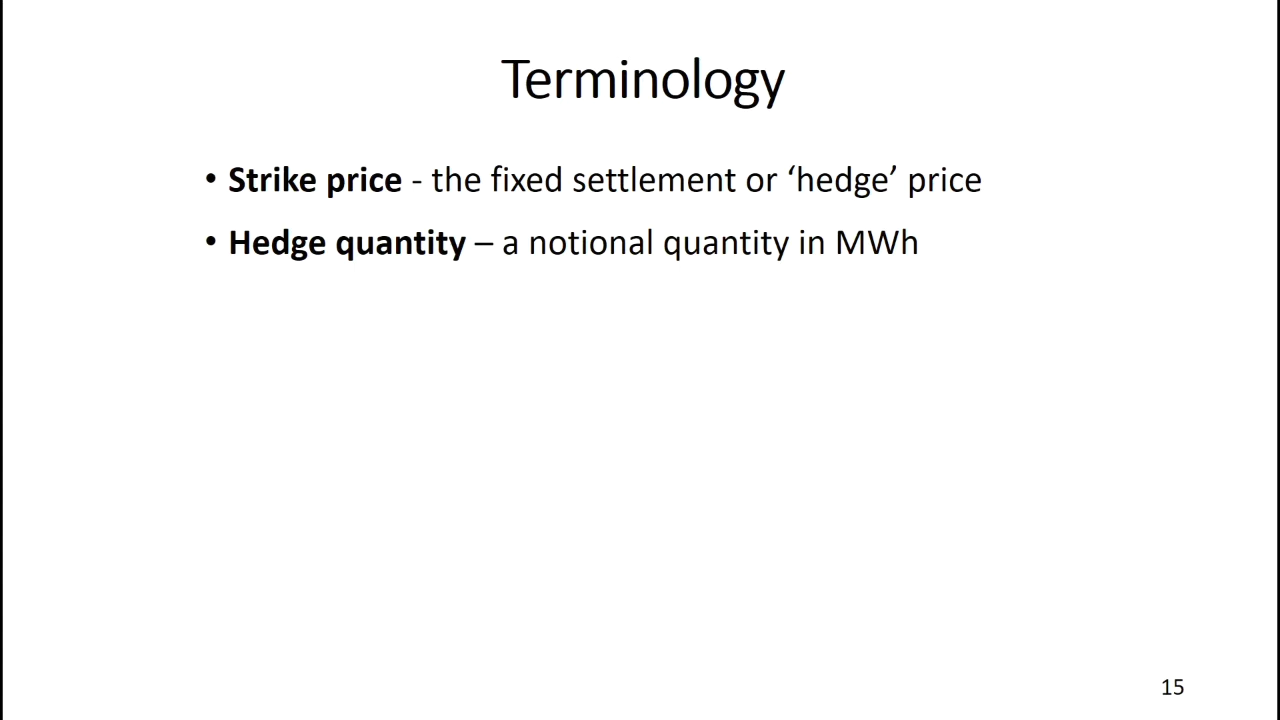 Terminology
• Strike price - the fixed settlement or ‘hedge’ price
• Hedge quantity – a notional quantity in MWh
15